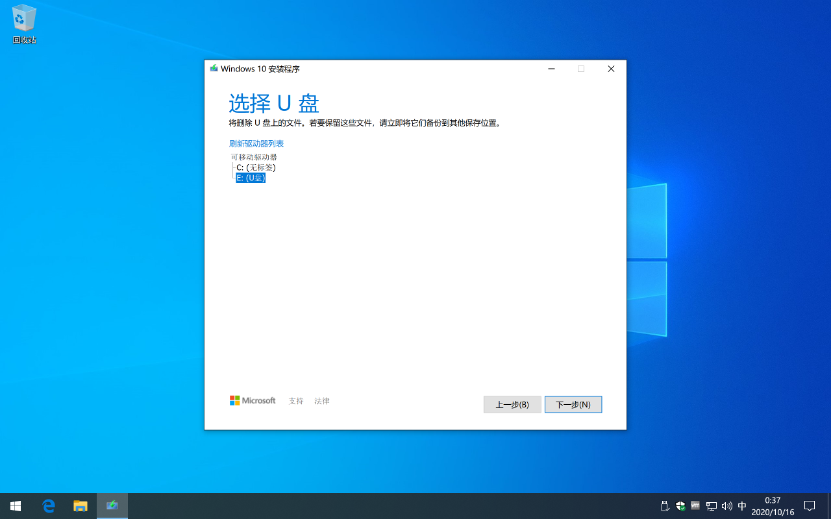 回收站
Windows 10 安装程序
选择 U 盘
将删除 U 盘上的文件。若要保留这些文件，请立即将它们备份到其他保存位置。
刷新驱动器列表
可移动驱动器
C: (无标签)
E: (U盘)
Microsoft 支持 法律
上一步(B) 下一步(N)
中
0:37
2020/10/16